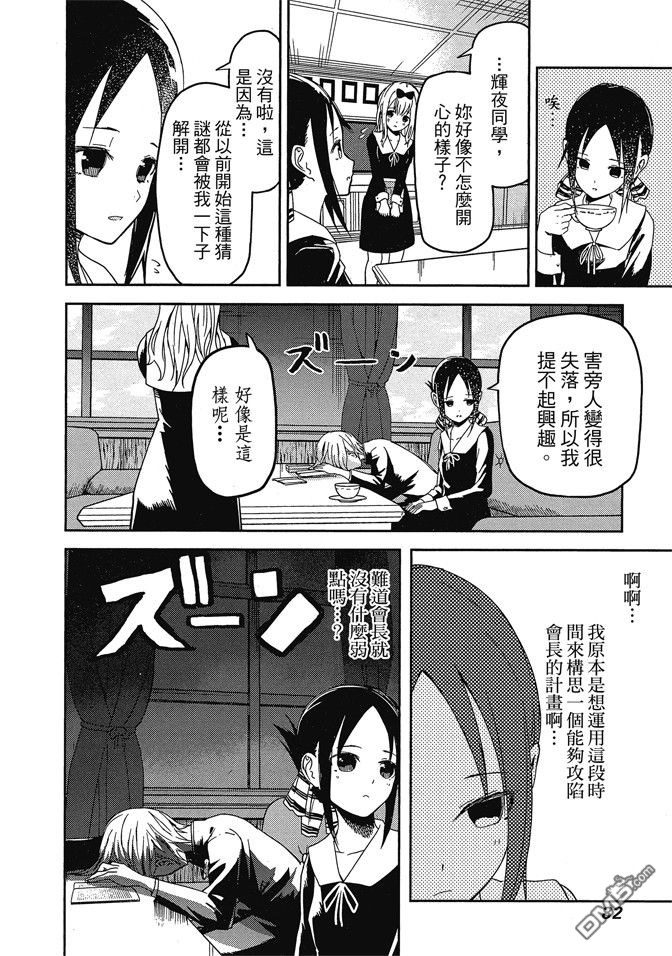 唉…
…輝夜同學，
妳好像不怎麼開
心的樣子？
沒有啦，這
是因為…
從以前開始這種猜
謎都會被我一下子
解開…
害旁人變得很
失落，所以我
提不起興趣。
ズーン
好像是這
樣呢…
啊啊…
我原本是想運用這段時
間來構思一個能夠攻陷
會長的計畫啊…
難道會長就
沒有什麼弱
點嗎…？
ズーン
82
DM5.com